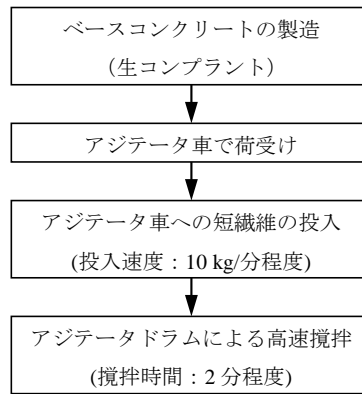 ベースコンクリートの製造
（生コンプラント）
アジテータ車で荷受け
アジテータ車への短繊維の投入
(投入速度：10 kg/分程度)
アジテータドラムによる高速撹拌
(撹拌時間：2 分程度)